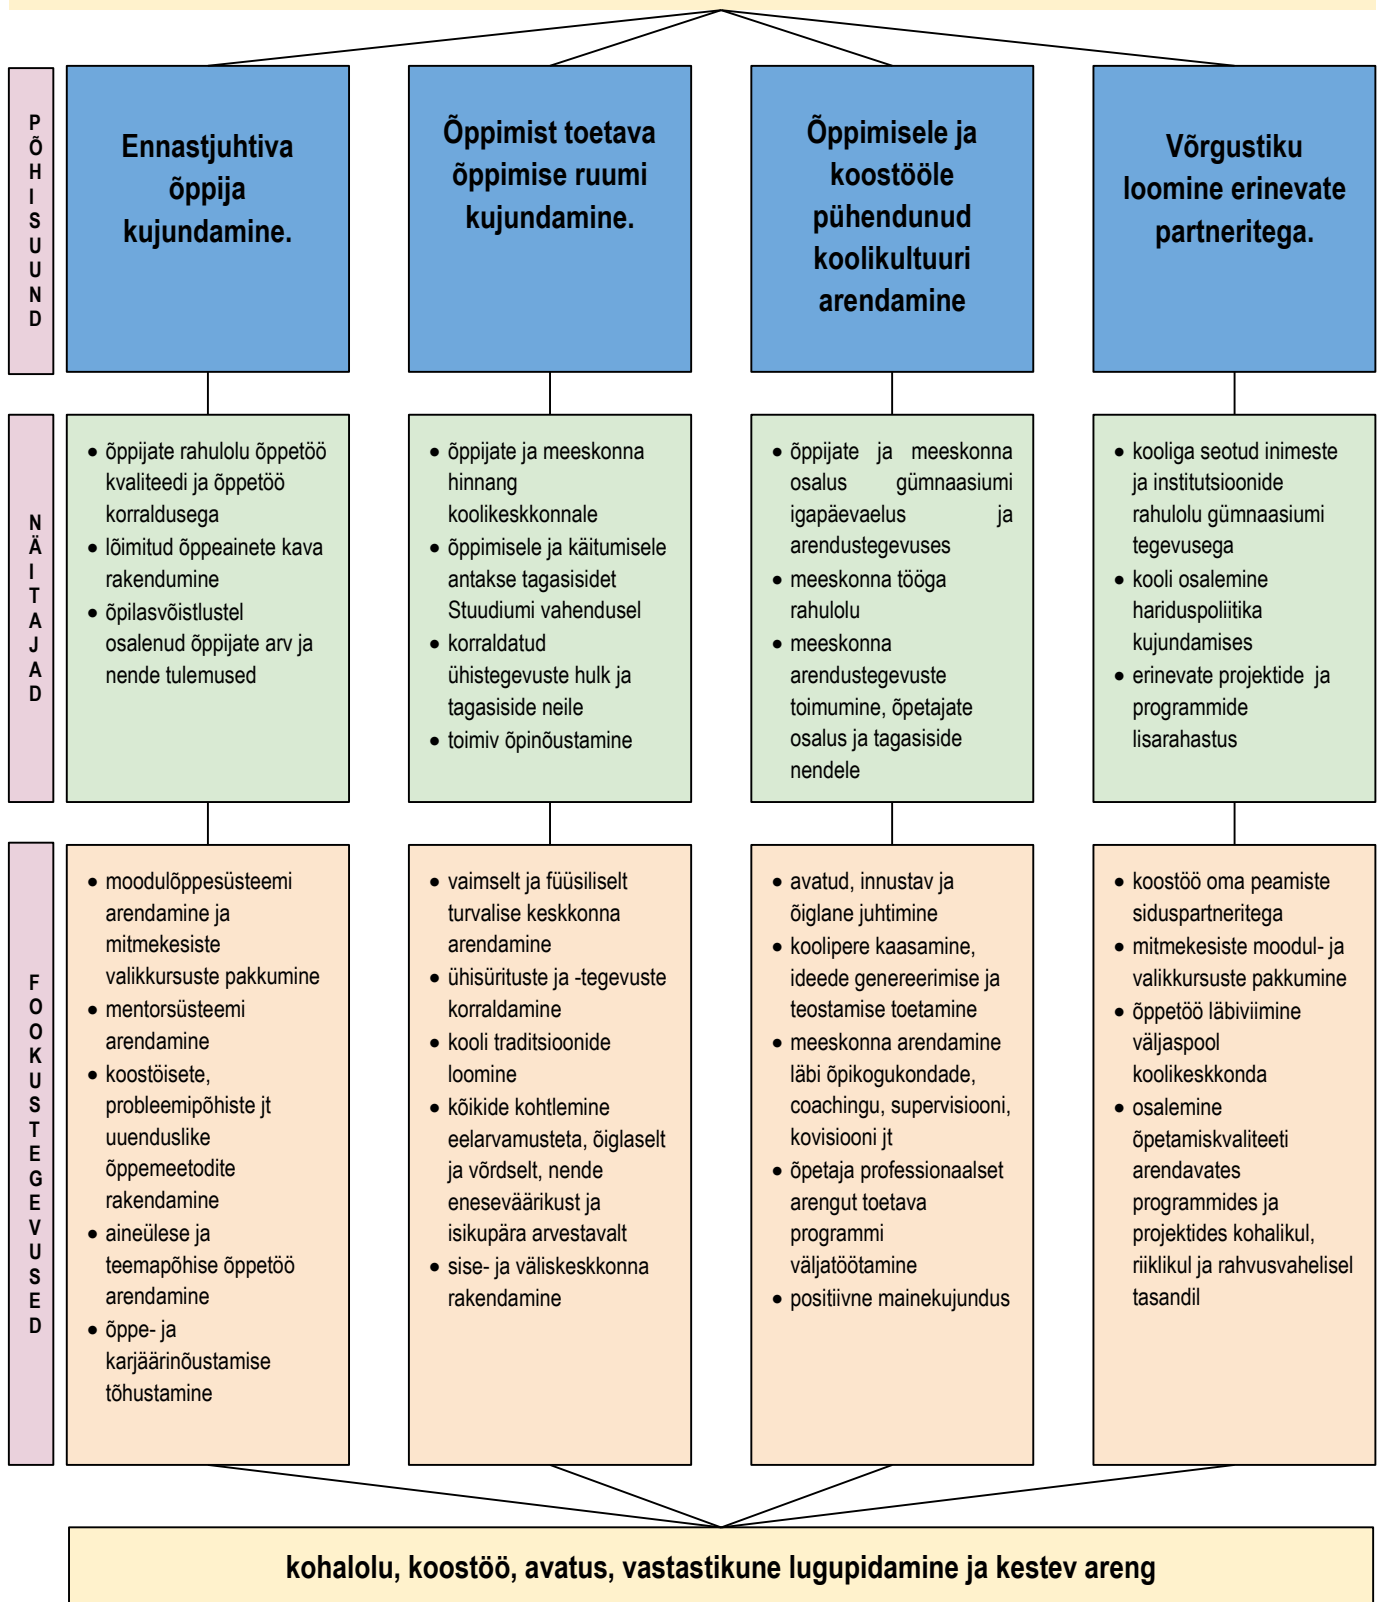 PÕHISUUND
Ennastjuhtiva
õppija
kujundamine.
Õppimist toetava
õppimise ruumi
kujundamine.
Õppimisele ja
koostööle
pühendunud
koolikultuuri
arendamine
Võrgustiku
loomine erinevate
partneritega.
NÄITAJAD
• õppijate rahulolu õppetöö
kvaliteedi ja õppetöö
korraldusega
• lõimitud õppeainete kava
rakendumine
• õpilasvõistlustel
osalenud õppijate arv ja
nende tulemused
• õppijate ja meeskonna
hinnang
koolikeskkonnale
• õppimisele ja käitumisele
antakse tagasisidet
Stuudiumi vahendusel
• korraldatud
ühistegevuste hulk ja
tagasiside neile
• toimiv õpinõustamine
• õppijate ja meeskonna
osalus gümnaasiumi
igapäevaelus ja
arendustegevuses
• meeskonna tööga
rahulolu
• meeskonna
arendustegevuste
toimumine, õpetajate
osalus ja tagasiside
nendele
• kooliga seotud inimeste
ja institutsioonide
rahulolu gümnaasiumi
tegevusega
• kooli osalemine
hariduspoliitika
kujundamises
• erinevate projektide ja
programmide
lisarahastus
FOOKUSTEGEVUSED
• moodulõppesüsteemi
arendamine ja
mitmekesiste
valikkursuste pakkumine
• mentorsüsteemi
arendamine
• koostöisete,
probleemipõhiste jt
uuenduslike
õppemeetodite
rakendamine
• aineülese ja
teemapõhise õppetöö
arendamine
• õppe- ja
karjäärinõustamise
tõhustamine
• vaimselt ja füüsiliselt
turvalise keskkonna
arendamine
• ühisürituste ja -tegevuste
korraldamine
• kooli traditsioonide
loomine
• kõikide kohtlemine
eelarvamusteta, õiglaselt
ja võrdselt, nende
eneseväärikust ja
isikupära arvestavalt
• sise- ja väliskeskkonna
rakendamine
• avatud, innustav ja
õiglane juhtimine
• koolipere kaasamine,
ideede genereerimise ja
teostamise toetamine
• meeskonna arendamine
läbi õpikogukondade,
coachingu, supervisiooni,
kovisiooni jt
• õpetaja professionaalset
arengut toetava
programmi
väljatöötamine
• positiivne mainekujundus
• koostöö oma peamiste
siduspartneritega
• mitmekesiste moodul- ja
valikkursuste pakkumine
• õppetöö läbiviimine
väljaspool
koolikeskkonda
• osalemine
õpetamiskvaliteeti
arendavates
programmides ja
projektides kohalikul,
riiklikul ja rahvusvahelisel
tasandil
kohalolu, koostöö, avatus, vastastikune lugupidamine ja kestev areng